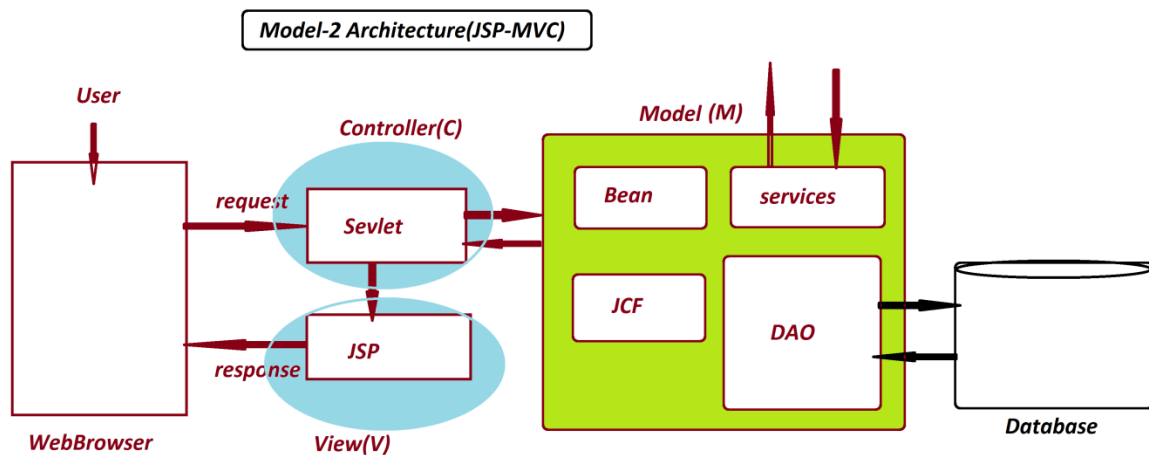 Model-2 Architecture(JSP-MVC)
User
Controller(C)
Model (M)
request
Sevlet
Bean
services
JCF
DAO
JSP
response
WebBrowser
View(V)
Database